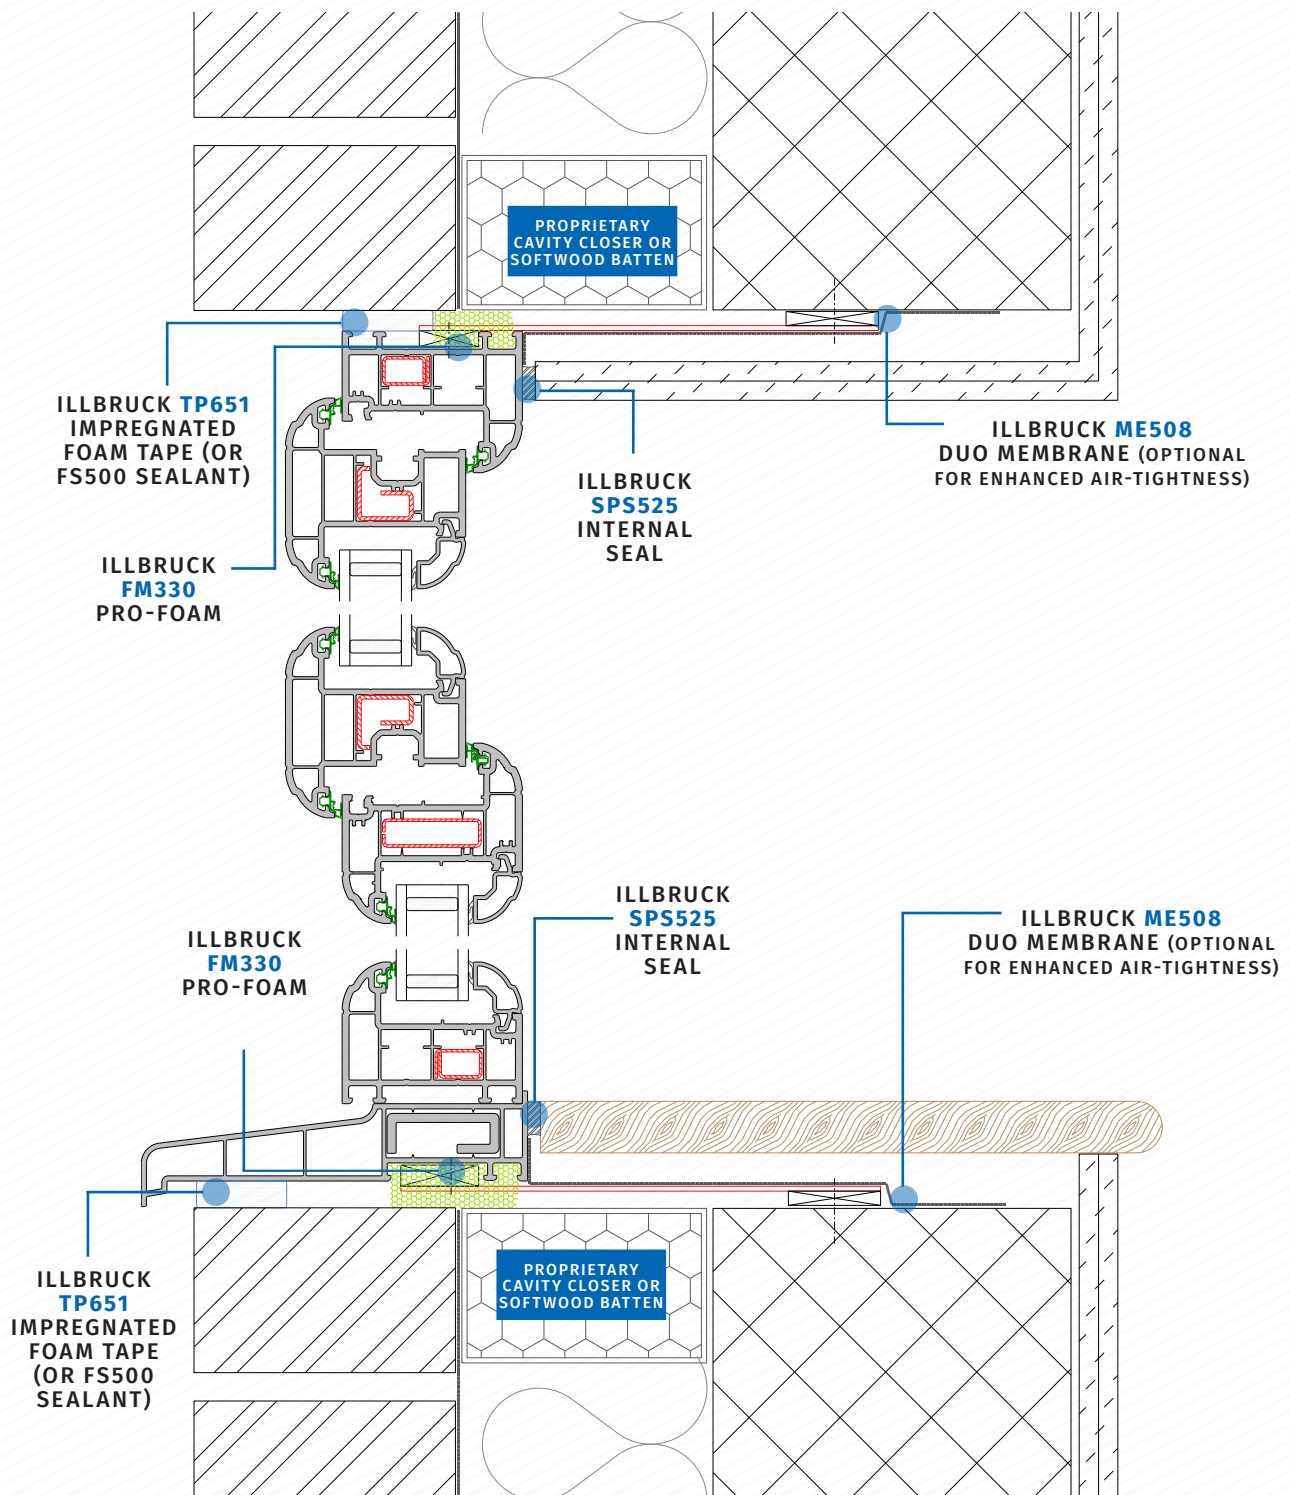 PROPRIETARY
CAVITY CLOSER OR
SOFTWOOD BATTEN
ILLBRUCK TP651
IMPREGNATED
FOAM TAPE (OR
FS500 SEALANT)
ILLBRUCK ME508
DUO MEMBRANE (OPTIONAL
FOR ENHANCED AIR-TIGHTNESS)
ILLBRUCK
SPS525
INTERNAL
SEAL
ILLBRUCK
FM330
PRO-FOAM
ILLBRUCK
SPS525
INTERNAL
SEAL
ILLBRUCK ME508
DUO MEMBRANE (OPTIONAL
FOR ENHANCED AIR-TIGHTNESS)
ILLBRUCK
FM330
PRO-FOAM
PROPRIETARY
CAVITY CLOSER OR
SOFTWOOD BATTEN
ILLBRUCK
TP651
IMPREGNATED
FOAM TAPE
(OR FS500
SEALANT)